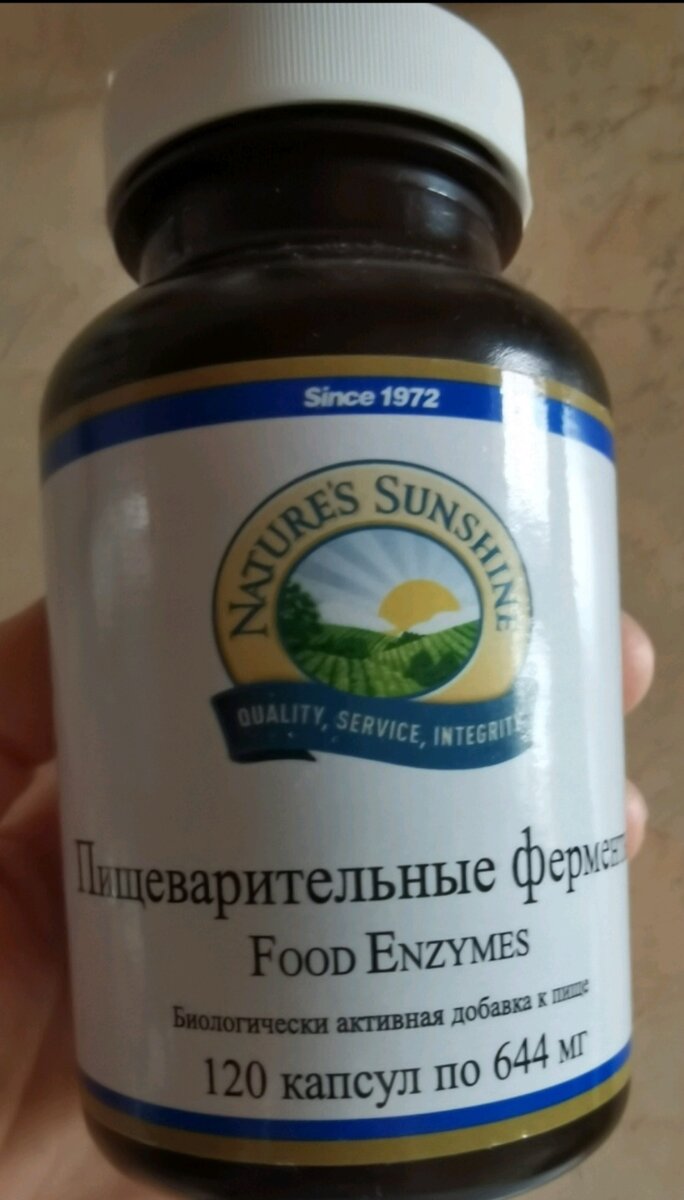 Since 1972
NATURE'S SUNSHINE
QUALITY, SERVICE, INTEGRITY
Пищеварительные фермен
FOOD ENZYMES
Биологически активная добавка к пище
120 капсул по 644 мг